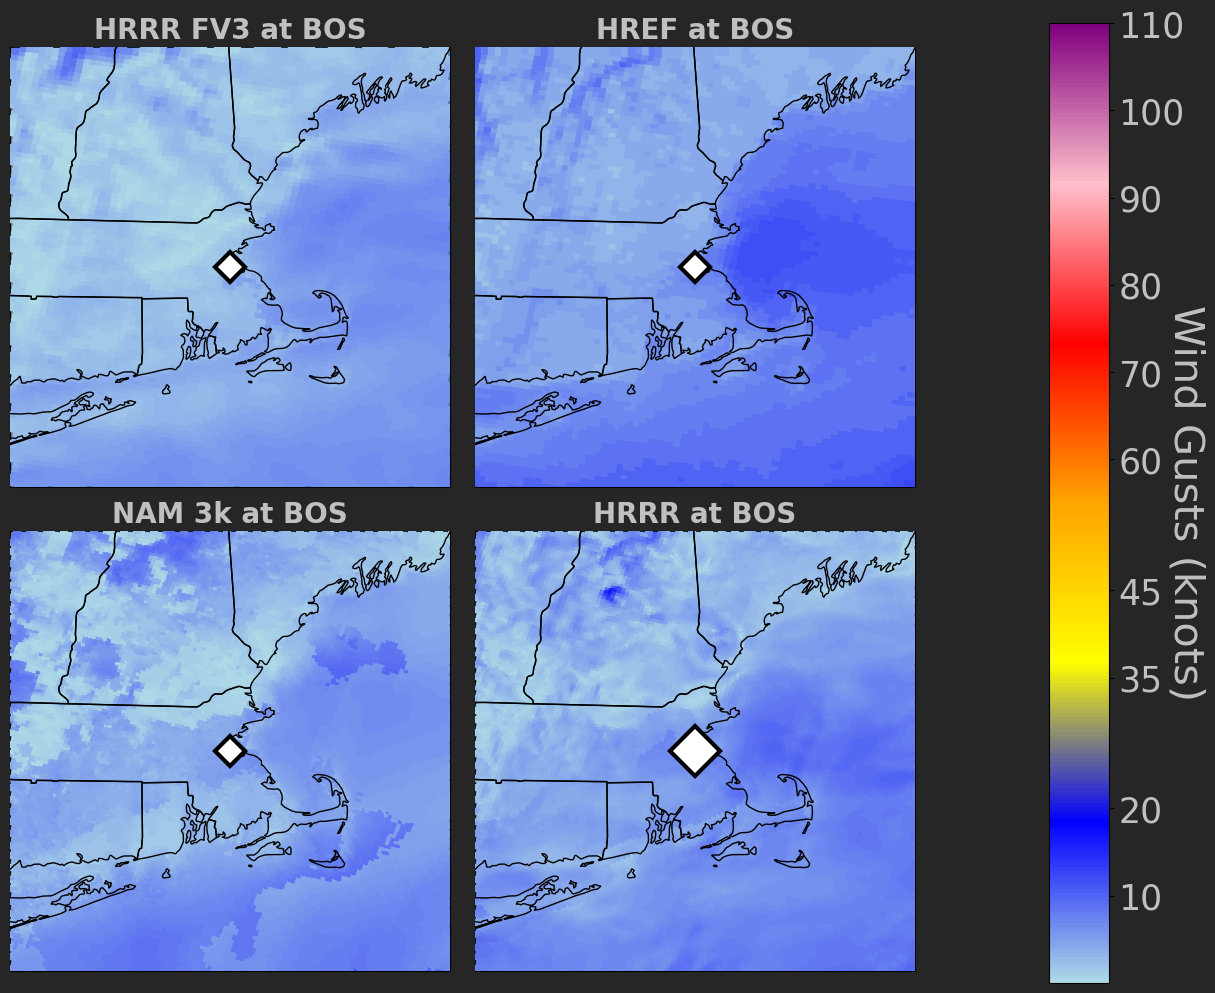 HRRR FV3 at BOS
HREF at BOS
NAM 3k at BOS
HRRR at BOS
110
100
90
80
70
60
45
35
20
10
Wind Gusts (knots)